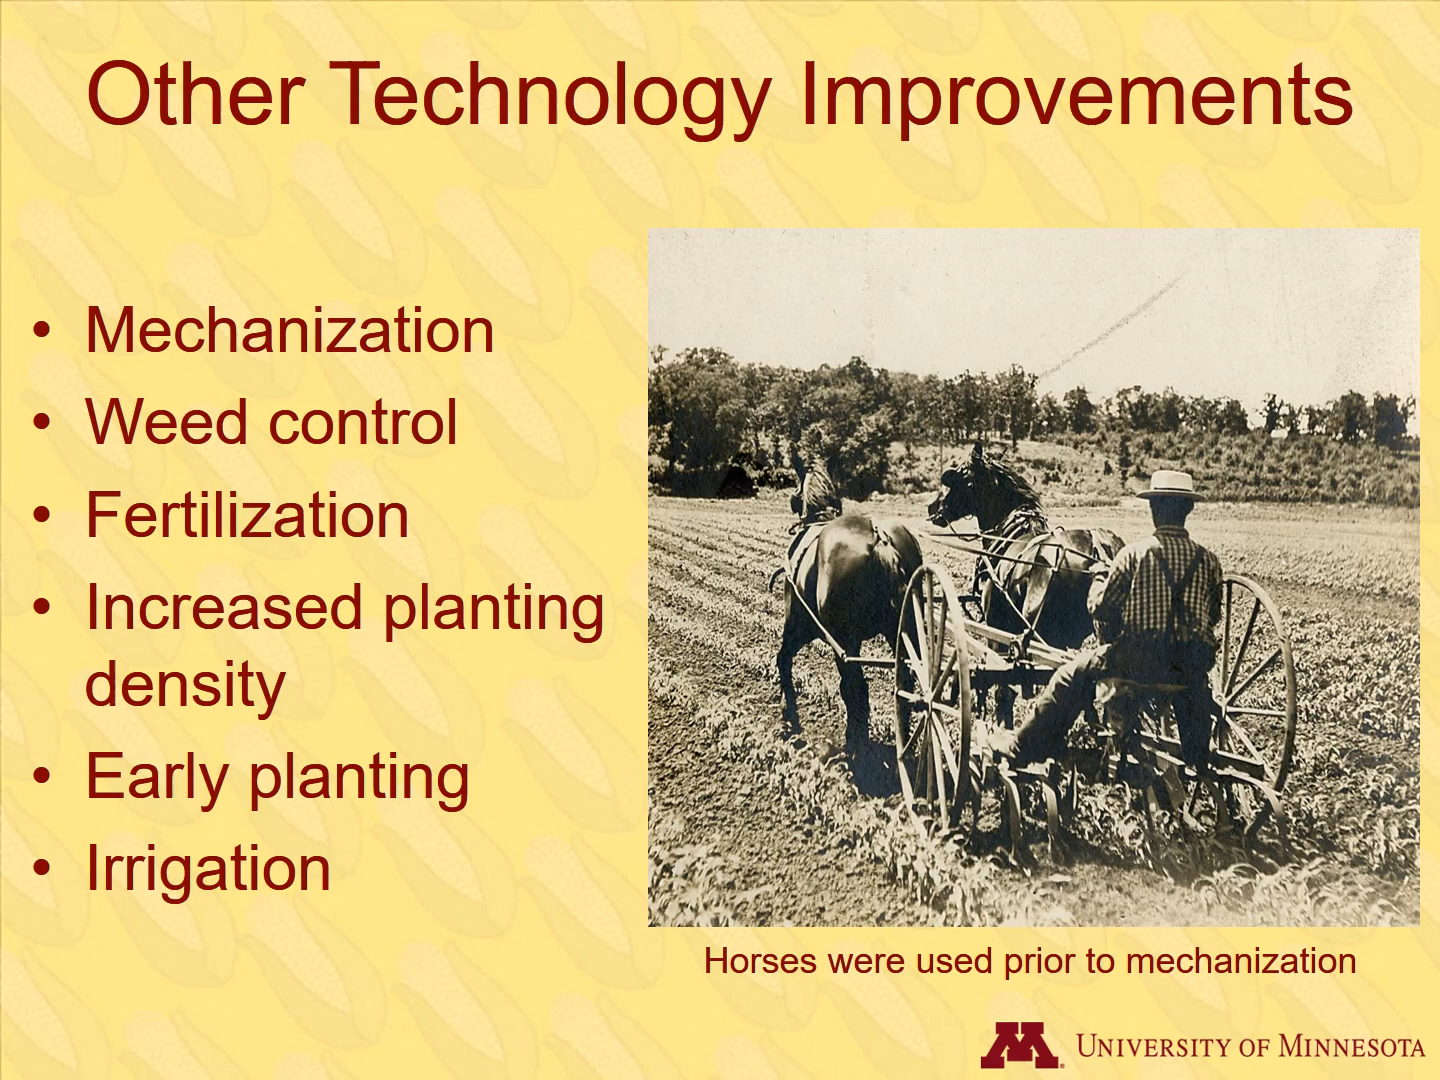 Other Technology Improvements
• Mechanization
• Weed control
• Fertilization
• Increased planting
density
• Early planting
• Irrigation
Horses were used prior to mechanization
M
University of Minnesota